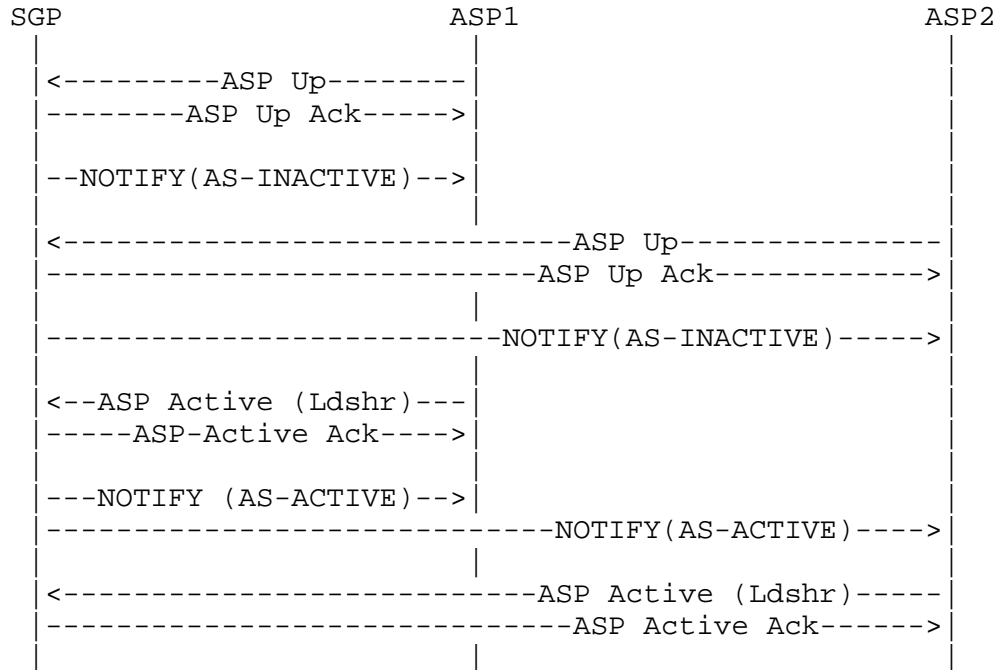 SGP ASP1 ASP2
<---------ASP Up--------
--------ASP Up Ack----->
--NOTIFY(AS-INACTIVE)-->
<-----------------------------ASP Up---------------
----------------------------ASP Up Ack------------>
--------------------------NOTIFY(AS-INACTIVE)----->
<--ASP Active (Ldshr)---
-----ASP-Active Ack---->
---NOTIFY (AS-ACTIVE)-->
-----------------------------NOTIFY(AS-ACTIVE)---->
<---------------------------ASP Active (Ldshr)-----
------------------------------ASP Active Ack------>